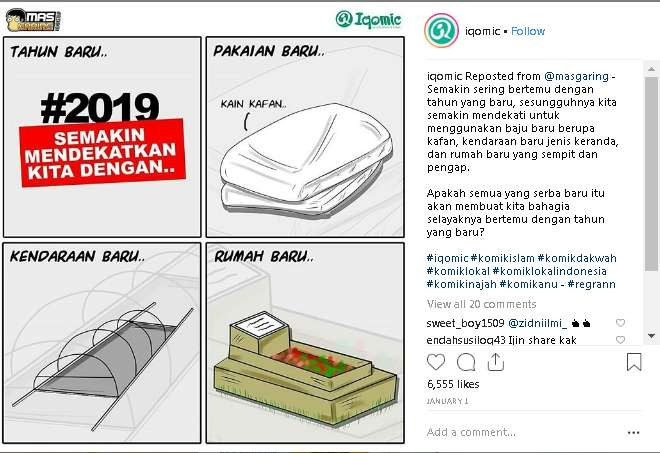 MAS GARING
Iqomic
TAHUN BARU..
#2019
SEMAKIN
MENDEKATKAN
KITA DENGAN..
PAKAIAN BARU..
KAIN KAFAN..
KENDARAAN BARU..
RUMAH BARU..
iqomic • Follow
iqomic Reposted from @masgaring -
Semakin sering bertemu dengan
tahun yang baru, sesungguhnya kita
semakin mendekati untuk
menggunakan baju baru berupa
kafan, kendaraan baru jenis keranda,
dan rumah baru yang sempit dan
pengap.
Apakah semua yang serba baru itu
akan membuat kita bahagia
selayaknya bertemu dengan tahun
yang baru?
#iqomic #komikislam #komikdakwah
#komiklokal #komiklokalindonesia
#komikinajah #komikanu - #regrann
View all 20 comments
sweet_boy1509 @zidniilmi_
endahsusilog43 Ijin share kak
6,555 likes
JANUARY 1
Add a comment...